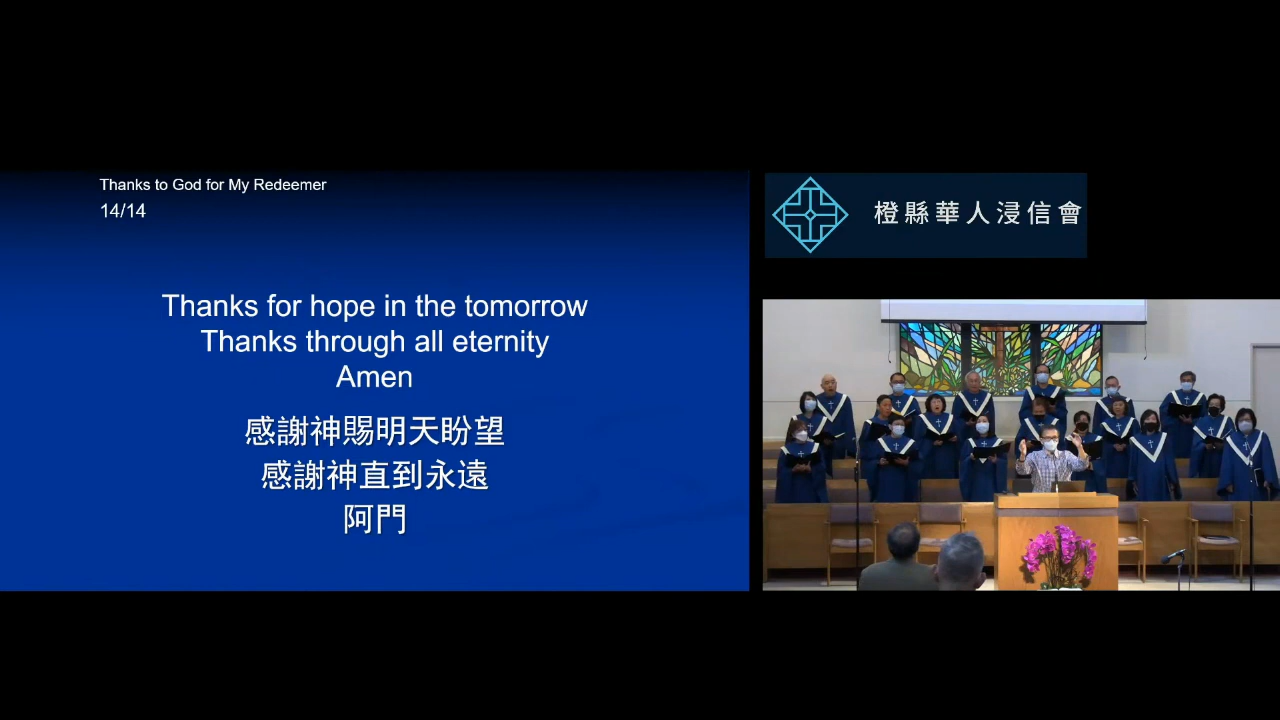 Thanks to God for My Redeemer
14/14
Thanks for hope in the tomorrow
Thanks through all eternity
Amen
感謝神賜明天盼望
感謝神直到永遠
阿門
橙縣華人浸信會